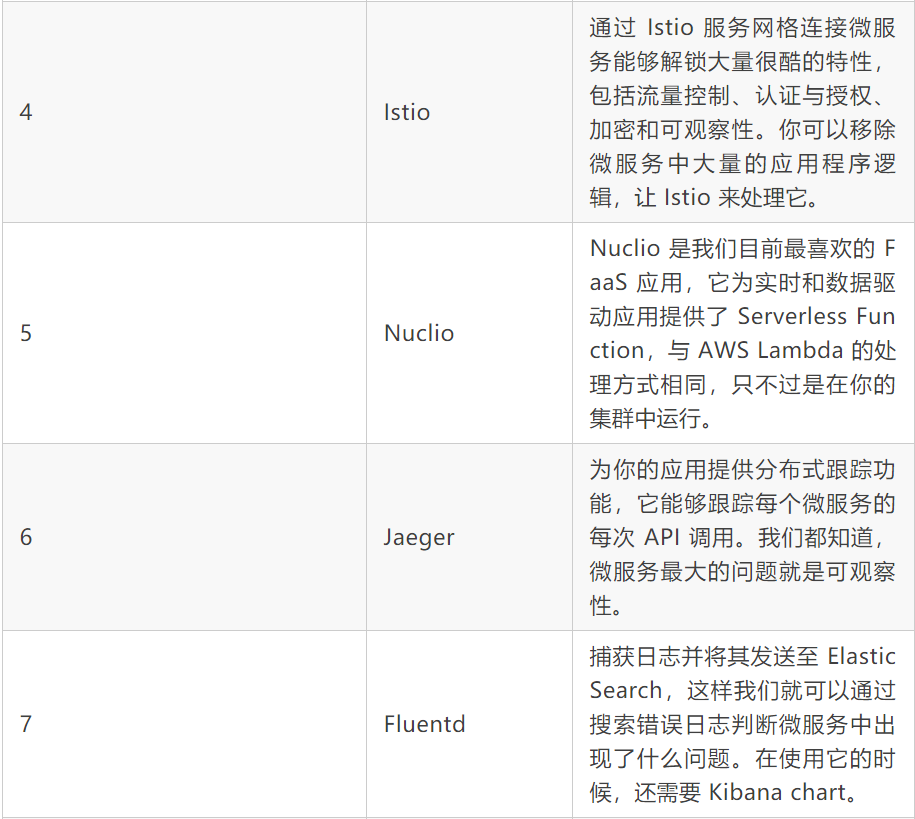 4
Istio
通过 Istio 服务网格连接微服
务能够解锁大量很酷的特性，
包括流量控制、认证与授权、
加密和可观察性。你可以移除
微服务中大量的应用程序逻
辑，让 Istio 来处理它。
5
Nuclio
Nuclio 是我们目前最喜欢的 F
aaS 应用，它为实时和数据驱
动应用提供了 Serverless Fun
ction，与 AWS Lambda 的处
理方式相同，只不过是在你的
集群中运行。
6
Jaeger
为你的应用提供分布式跟踪功
能，它能够跟踪每个微服务的
每次 API 调用。我们都知道，
微服务最大的问题就是可观察
性。
7
Fluentd
捕获日志并将其发送至 Elastic
Search，这样我们就可以通过
搜索错误日志判断微服务中出
现了什么问题。在使用它的时
候，还需要 Kibana chart。